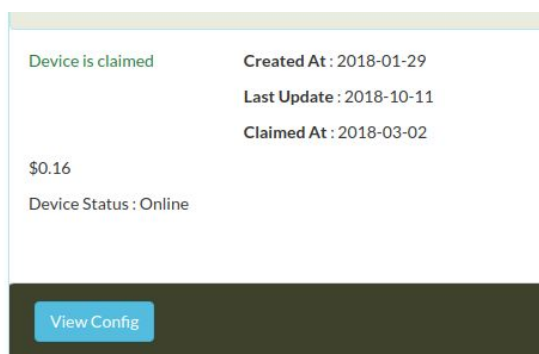 Device is claimed
Created At : 2018-01-29
Last Update : 2018-10-11
Claimed At : 2018-03-02
$0.16
Device Status : Online
View Config